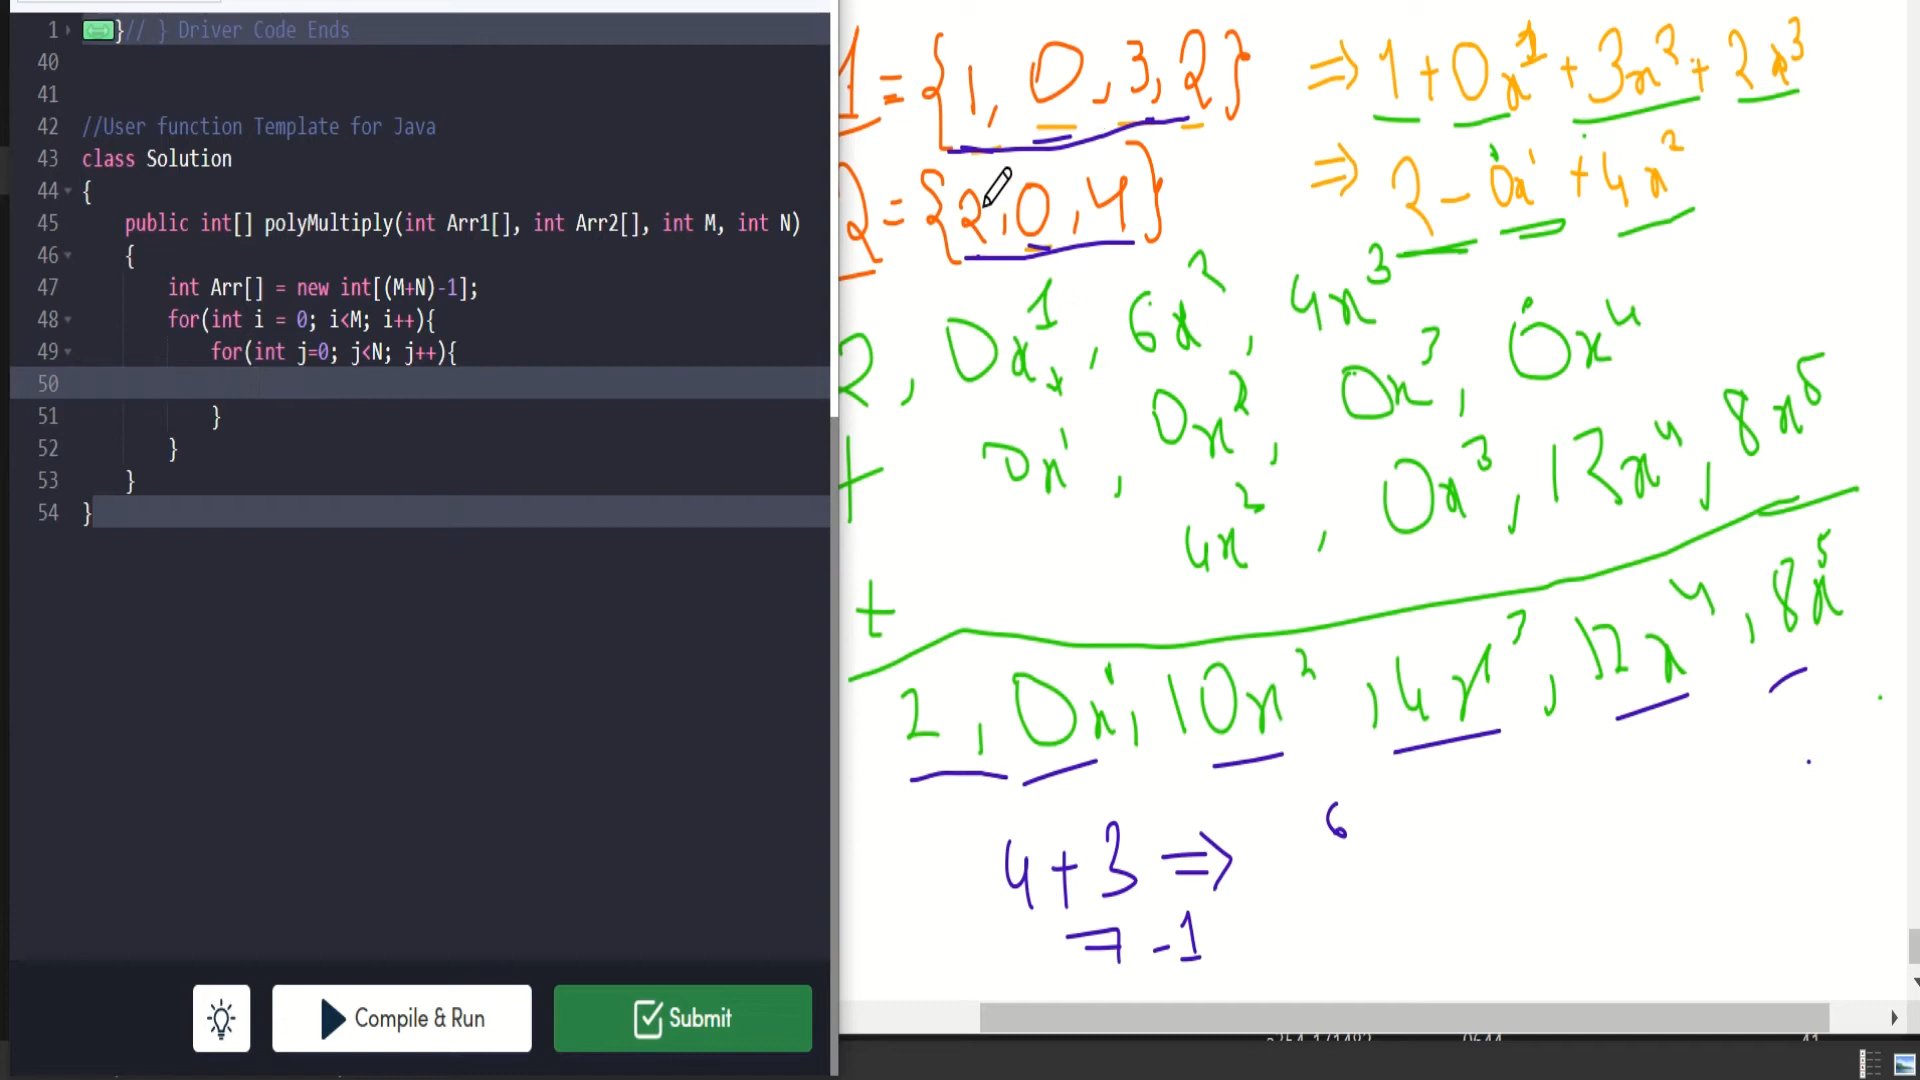 1 }// } Driver Code Ends
40
41
42 //User function Template for Java
43 class Solution
44 {
45 public int[] polyMultiply(int Arr1[], int Arr2[], int M, int N)
46 {
47 int Arr[] = new int[(M+N)-1];
48 for(int i = 0; i<M; i++){
49 for(int j=0; j<N; j++){
50
51 }
52 }
53 }
54 }
Compile & Run
Submit
1 = {1, 0, 3, 2} ⇒ 1 + 0x¹ + 3x² + 2x³
2 = {2, 0, 4} ⇒ 2 - 0x¹ + 4x²
2, 0x¹, 6x², 4x³
+ 0x¹, 0x², 0x³, 0x⁴
+ 4x², 0x³, 12x⁴, 8x⁵
2, 0x¹, 10x², 4x³, 12x⁴, 8x⁵
4 + 3 ⇒ 6
7 - 1